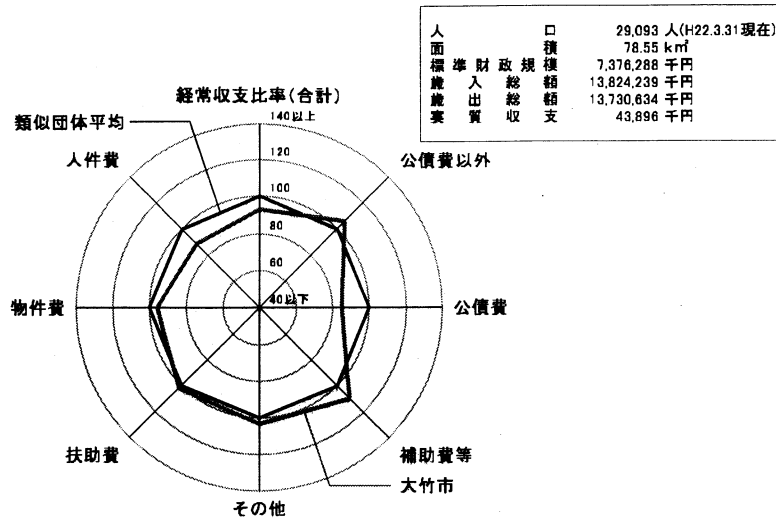 人 口 29,093 人(H22.3.31現在)
面 積 78.55 k㎡
標準財政規模 7,376,288 千円
歳入総額 13,824,239 千円
歳出総額 13,730,634 千円
実質収支 43,896 千円
経常収支比率(合計)
140以上
類似団体平均
人件費
120
公債費以外
100
80
60
物件費
40以下
公債費
扶助費
補助費等
大竹市
その他